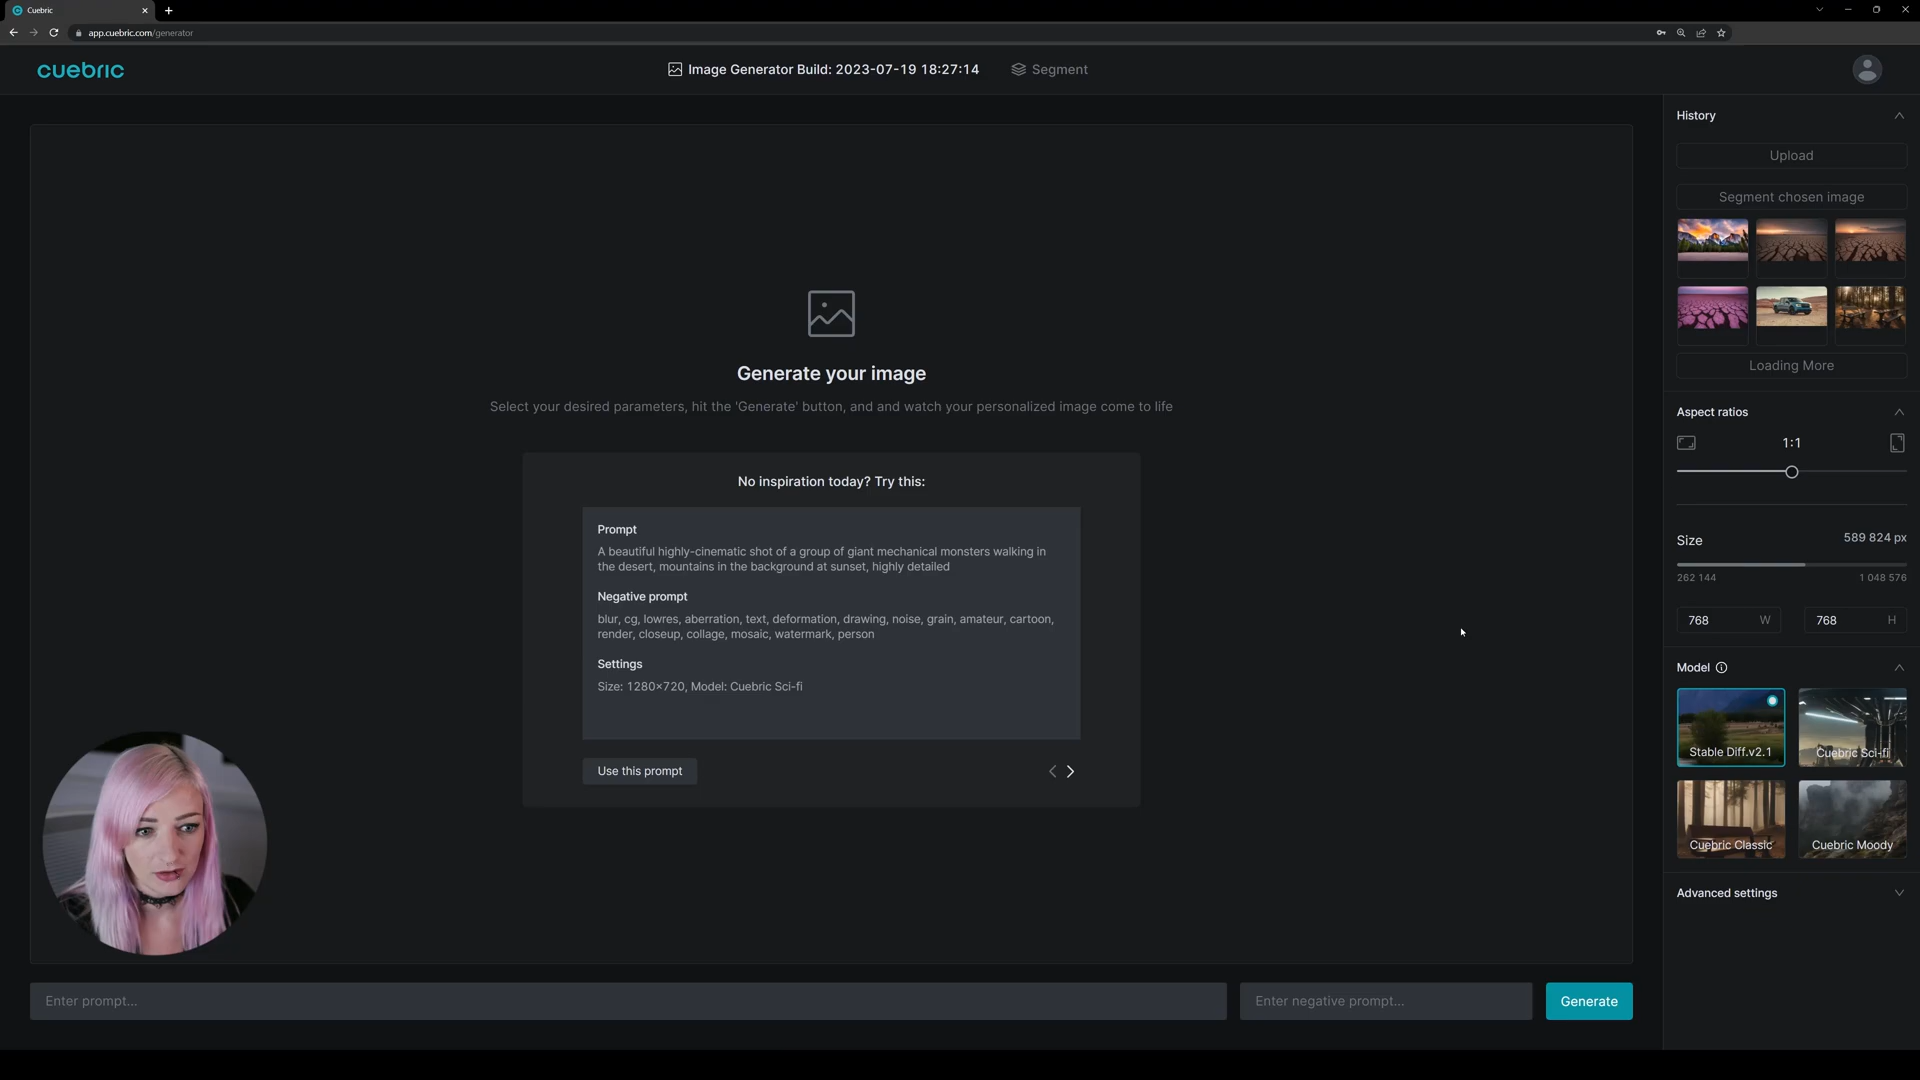 Cuebric
app.cuebric.com/generator
cuebric
Image Generator Build: 2023-07-19 18:27:14
Segment
History
Upload
Segment chosen image
Loading More
Generate your image
Select your desired parameters, hit the 'Generate' button, and and watch your personalized image come to life
No inspiration today? Try this:
Prompt
A beautiful highly-cinematic shot of a group of giant mechanical monsters walking in
the desert, mountains in the background at sunset, highly detailed
Negative prompt
blur, cg, lowres, aberration, text, deformation, drawing, noise, grain, amateur, cartoon,
render, closeup, collage, mosaic, watermark, person
Settings
Size: 1280×720, Model: Cuebric Sci-fi
Use this prompt
Aspect ratios
1:1
Size
589 824 px
262 144
1 048 576
768 W
768 H
Model
Stable Diff.v2.1
Cuebric Sci-fi
Cuebric Classic
Cuebric Moody
Advanced settings
Enter prompt...
Enter negative prompt...
Generate